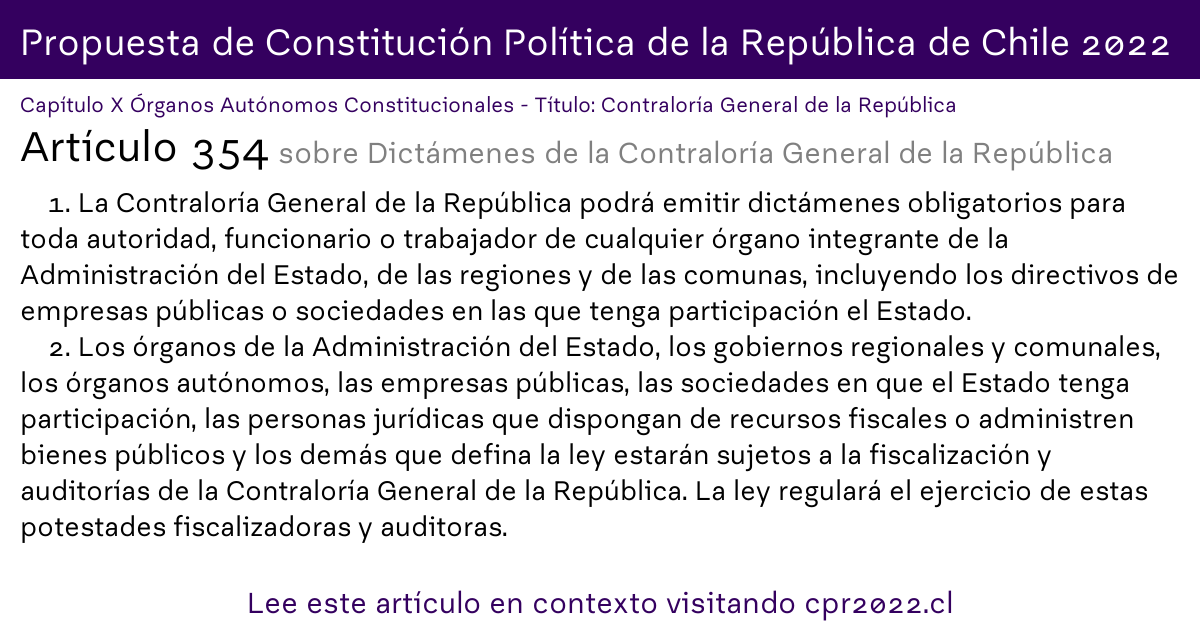 Propuesta de Constitución Política de la República de Chile 2022
Capítulo X Órganos Autónomos Constitucionales - Título: Contraloría General de la República
Artículo 354 sobre Dictámenes de la Contraloría General de la República
1. La Contraloría General de la República podrá emitir dictámenes obligatorios para
toda autoridad, funcionario o trabajador de cualquier órgano integrante de la
Administración del Estado, de las regiones y de las comunas, incluyendo los directivos de
empresas públicas o sociedades en las que tenga participación el Estado.
2. Los órganos de la Administración del Estado, los gobiernos regionales y comunales,
los órganos autónomos, las empresas públicas, las sociedades en que el Estado tenga
participación, las personas jurídicas que dispongan de recursos fiscales o administren
bienes públicos y los demás que defina la ley estarán sujetos a la fiscalización y
auditorías de la Contraloría General de la República. La ley regulará el ejercicio de estas
potestades fiscalizadoras y auditoras.
Lee este artículo en contexto visitando cpr2022.cl